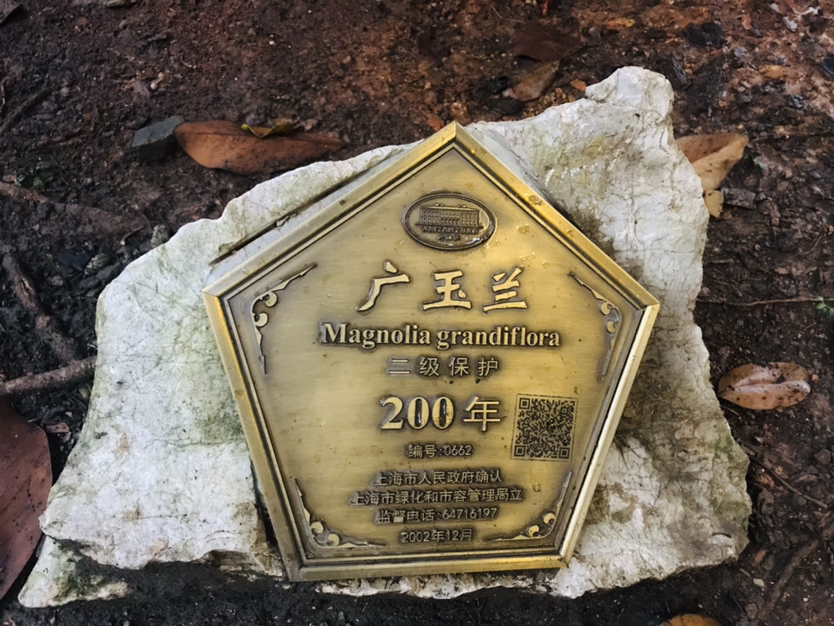 广玉兰
Magnolia grandiflora
二级保护
200年
编号:0662
上海市人民政府确认
上海市绿化和市容管理局立
监督电话:64716197
2002年12月